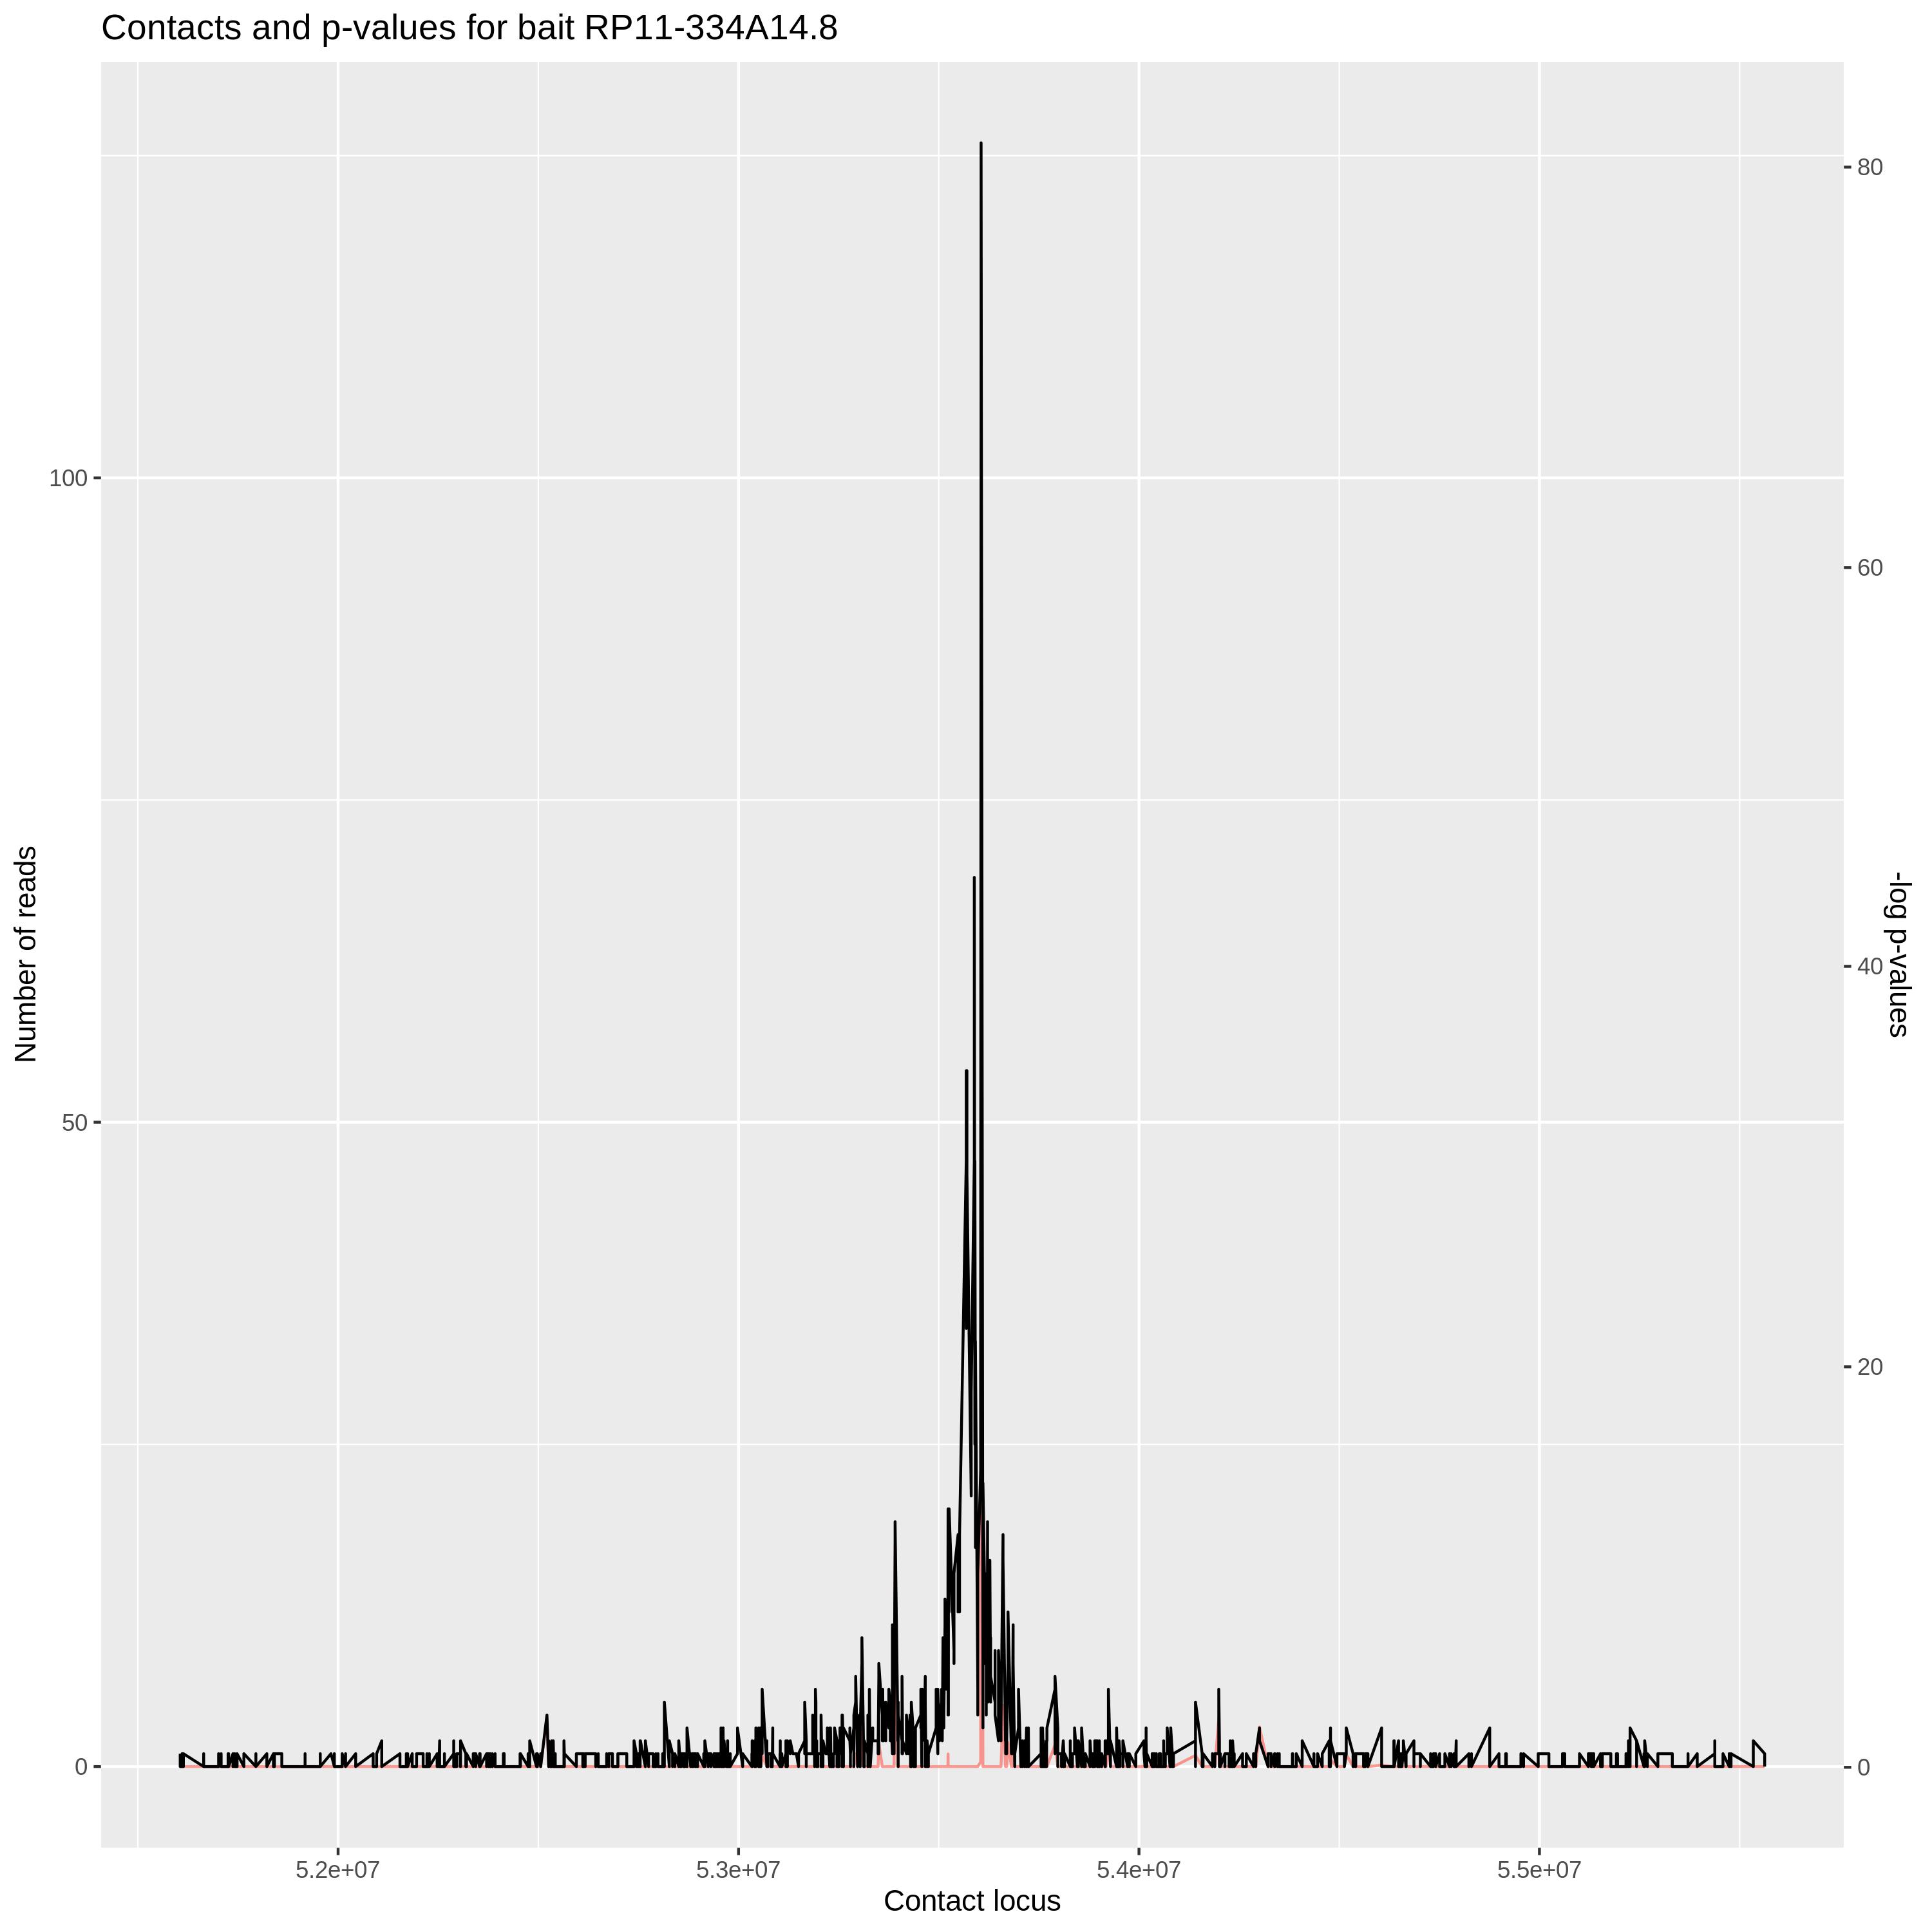 Contacts and p-values for bait RP11-334A14.8
Number of reads
100
50
0
80
60
40
20
0
-log p-values
5.2e+07
5.3e+07
5.4e+07
5.5e+07
Contact locus